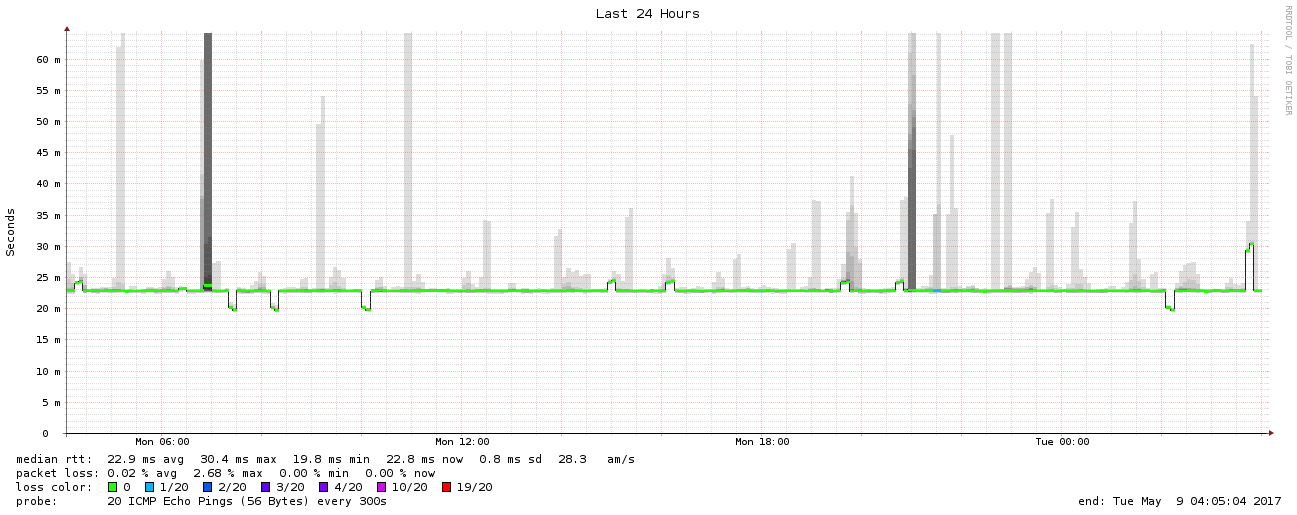 Last 24 Hours
RRDTOOL / TOBI OETIKER
Seconds
60 m
55 m
50 m
45 m
40 m
35 m
30 m
25 m
20 m
15 m
10 m
5 m
0
Mon 06:00 Mon 12:00 Mon 18:00 Tue 00:00
median rtt: 22.9 ms avg 30.4 ms max 19.8 ms min 22.8 ms now 0.8 ms sd 28.3 am/s
packet loss: 0.02 % avg 2.68 % max 0.00 % min 0.00 % now
loss color: 0 1/20 2/20 3/20 4/20 10/20 19/20
probe: 20 ICMP Echo Pings (56 Bytes) every 300s end: Tue May 9 04:05:04 2017